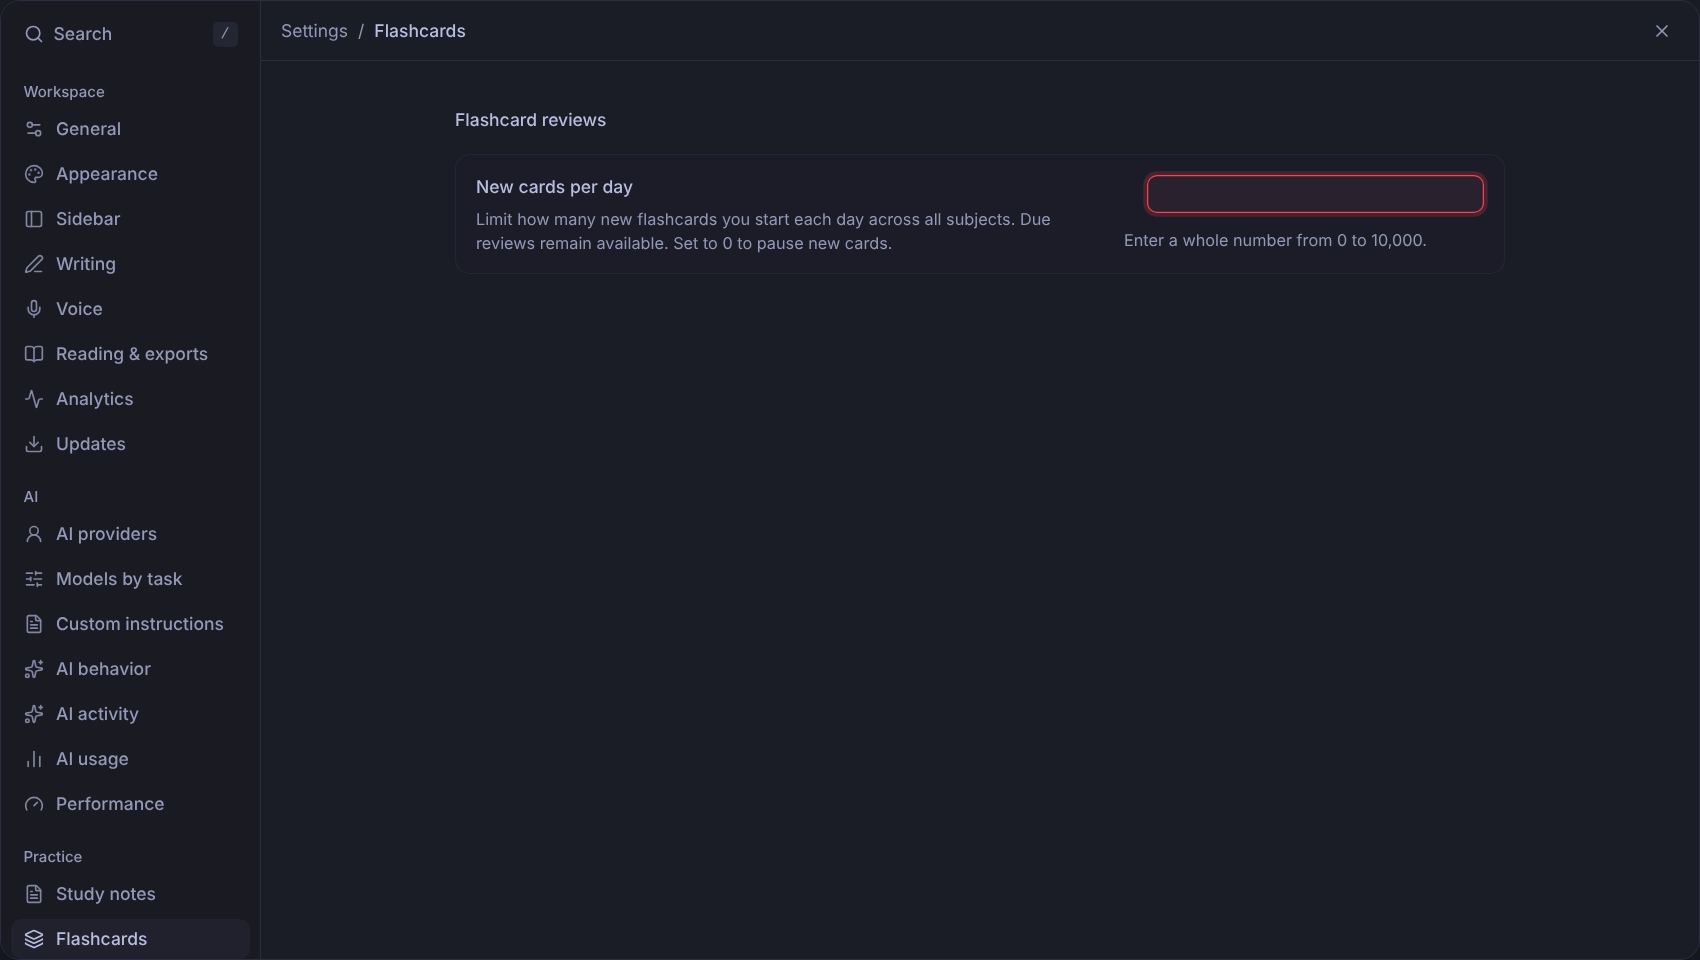 Search
/
Workspace
General
Appearance
Sidebar
Writing
Voice
Reading & exports
Analytics
Updates
AI
AI providers
Models by task
Custom instructions
AI behavior
AI activity
AI usage
Performance
Practice
Study notes
Flashcards
Settings / Flashcards
Flashcard reviews
New cards per day
Limit how many new flashcards you start each day across all subjects. Due
reviews remain available. Set to 0 to pause new cards.
Enter a whole number from 0 to 10,000.